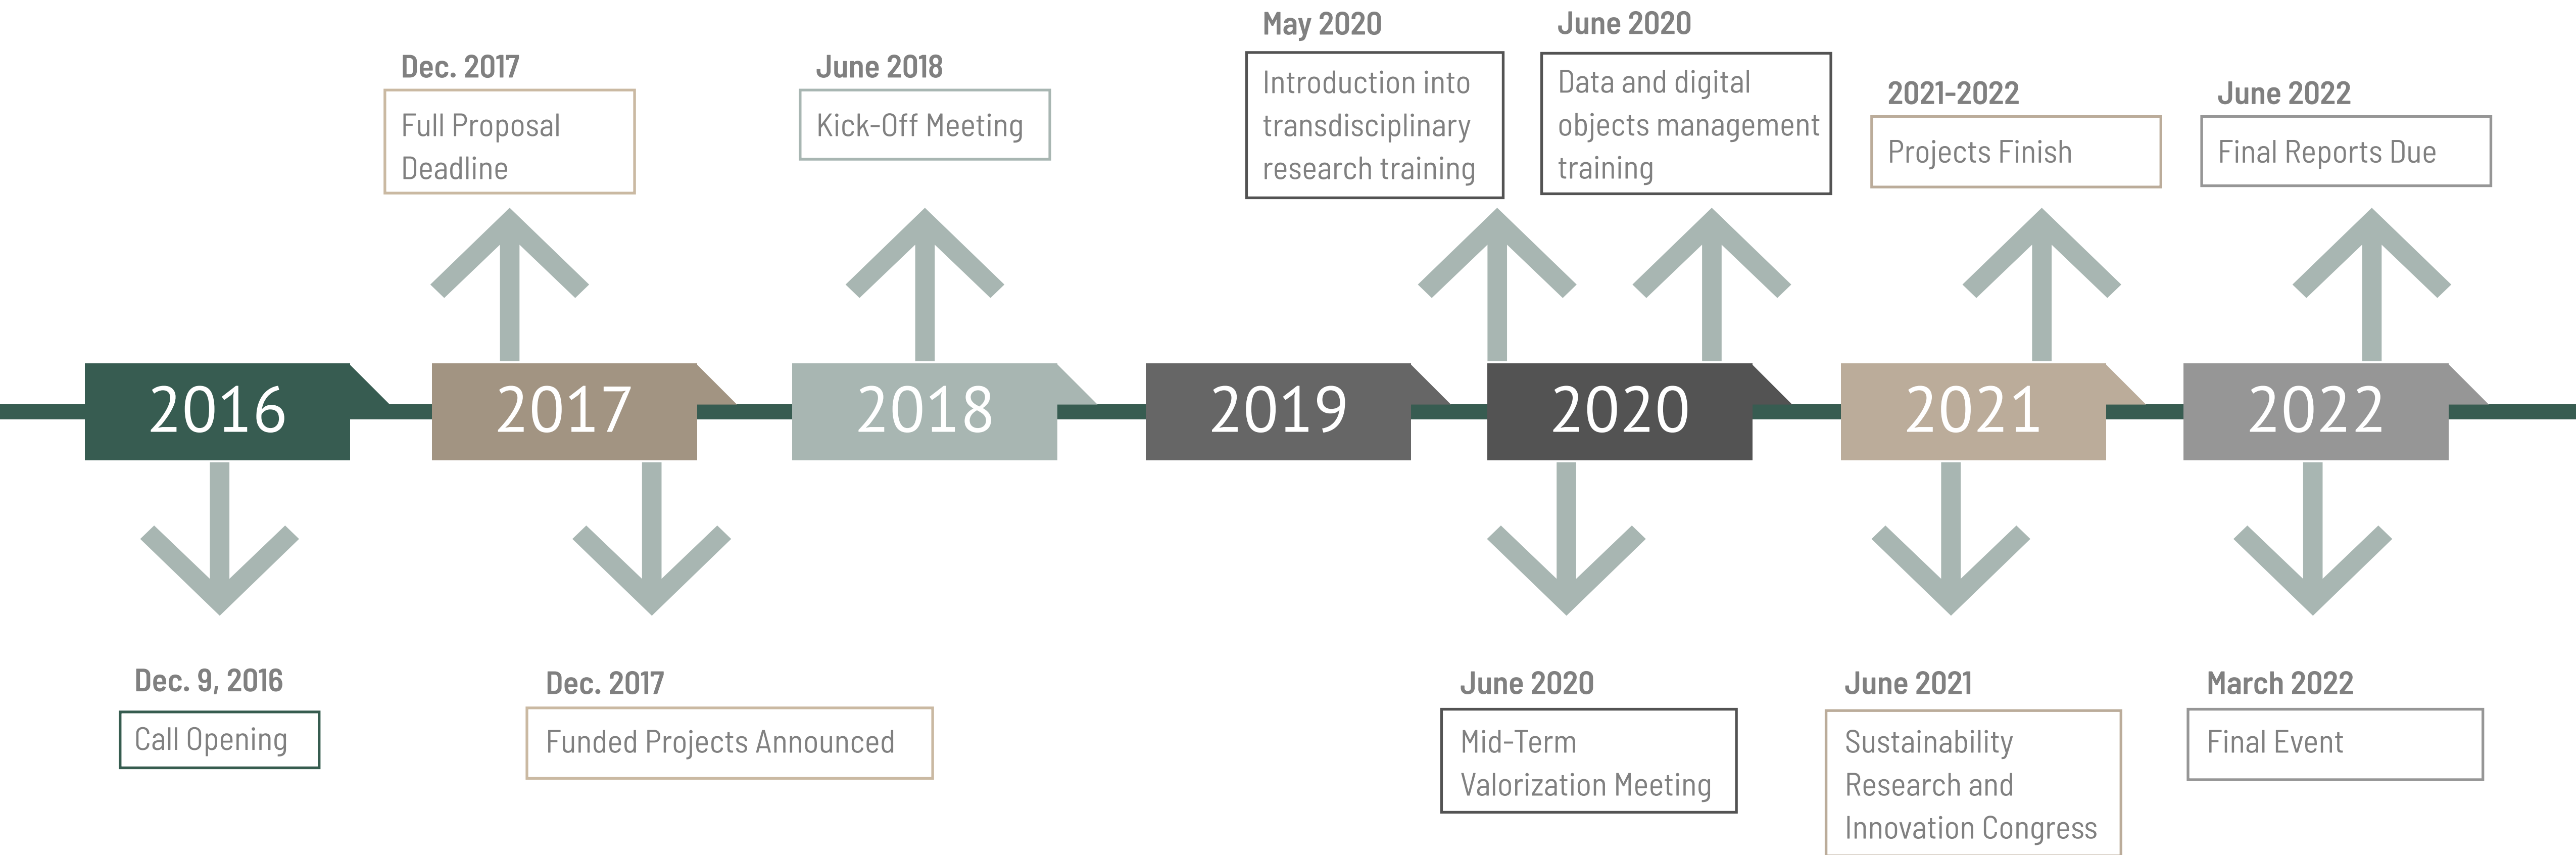 Dec. 2017
Full Proposal
Deadline
June 2018
Kick-Off Meeting
May 2020
Introduction into
transdisciplinary
research training
June 2020
Data and digital
objects management
training
2021-2022
Projects Finish
June 2022
Final Reports Due
2016
2017
2018
2019
2020
2021
2022
Dec. 9, 2016
Call Opening
Dec. 2017
Funded Projects Announced
June 2020
Mid-Term
Valorization Meeting
June 2021
Sustainability
Research and
Innovation Congress
March 2022
Final Event